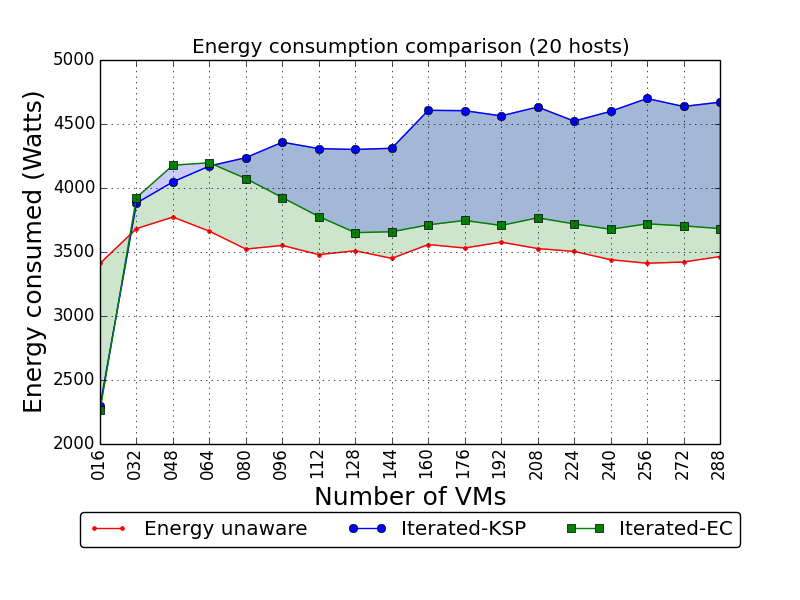 Energy consumption comparison (20 hosts)
5000
4500
4000
3500
3000
2500
2000
Energy consumed (Watts)
016 032 048 064 080 096 112 128 144 160 176 192 208 224 240 256 272 288
Number of VMs
Energy unaware Iterated-KSP Iterated-EC